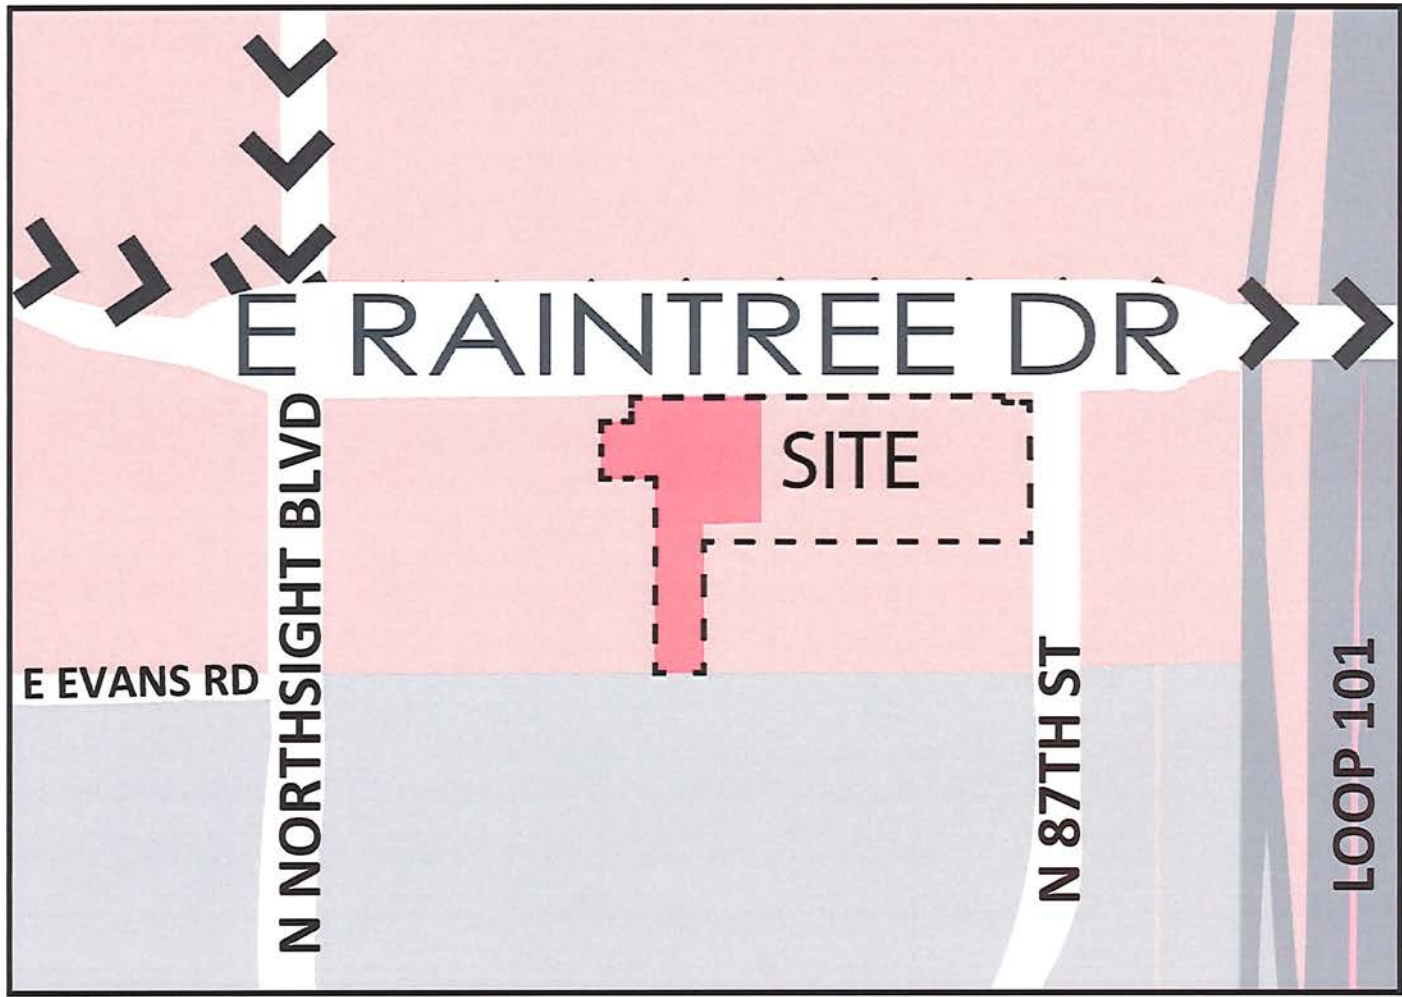 E RAINTREE DR
SITE
N NORTHSIGHT BLVD
E EVANS RD
N 87TH ST
LOOP 101